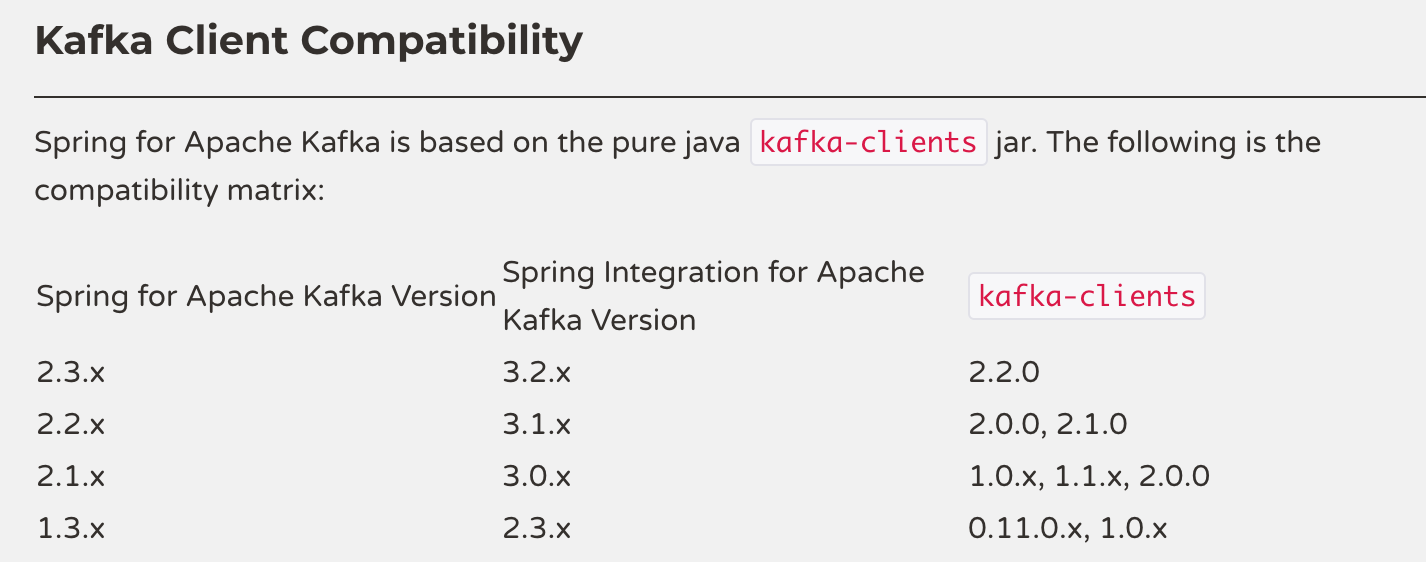 Kafka Client Compatibility
Spring for Apache Kafka is based on the pure java kafka-clients jar. The following is the
compatibility matrix:
Spring for Apache Kafka Version Spring Integration for Apache Kafka Version kafka-clients
2.3.x 3.2.x 2.2.0
2.2.x 3.1.x 2.0.0, 2.1.0
2.1.x 3.0.x 1.0.x, 1.1.x, 2.0.0
1.3.x 2.3.x 0.11.0.x, 1.0.x